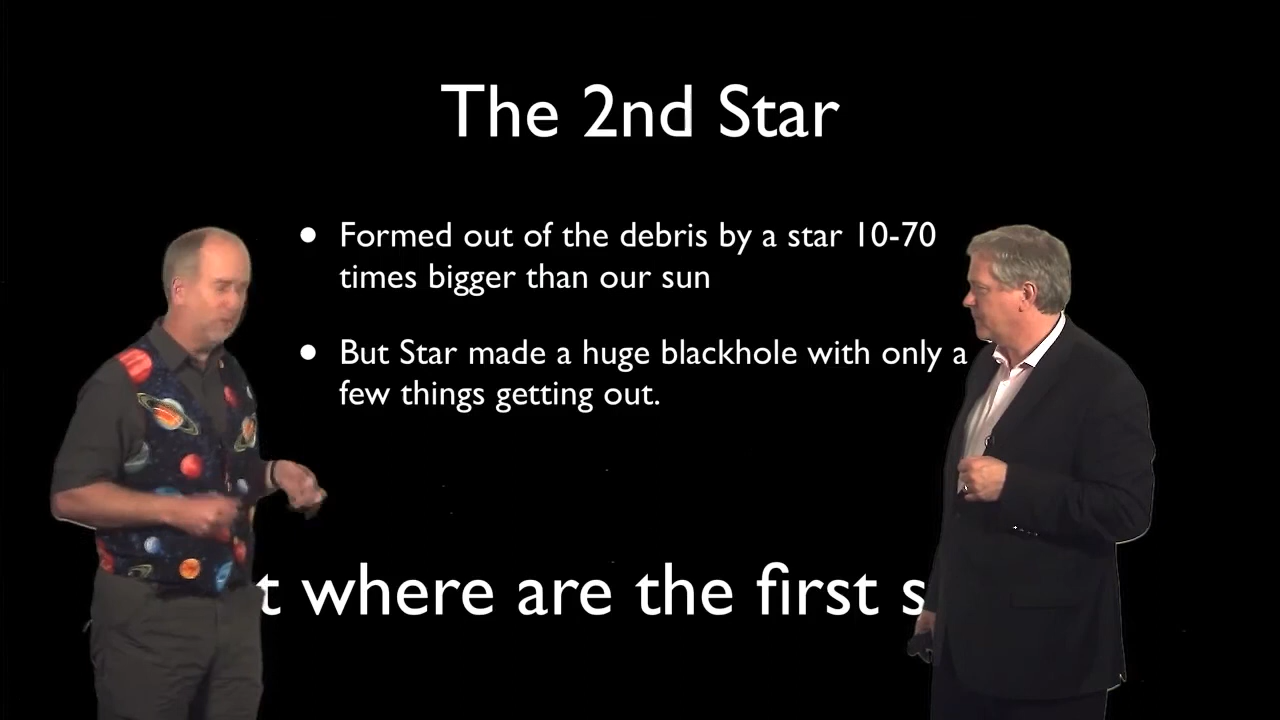 The 2nd Star
• Formed out of the debris by a star 10-70
times bigger than our sun
• But Star made a huge blackhole with only a
few things getting out.
t where are the first s